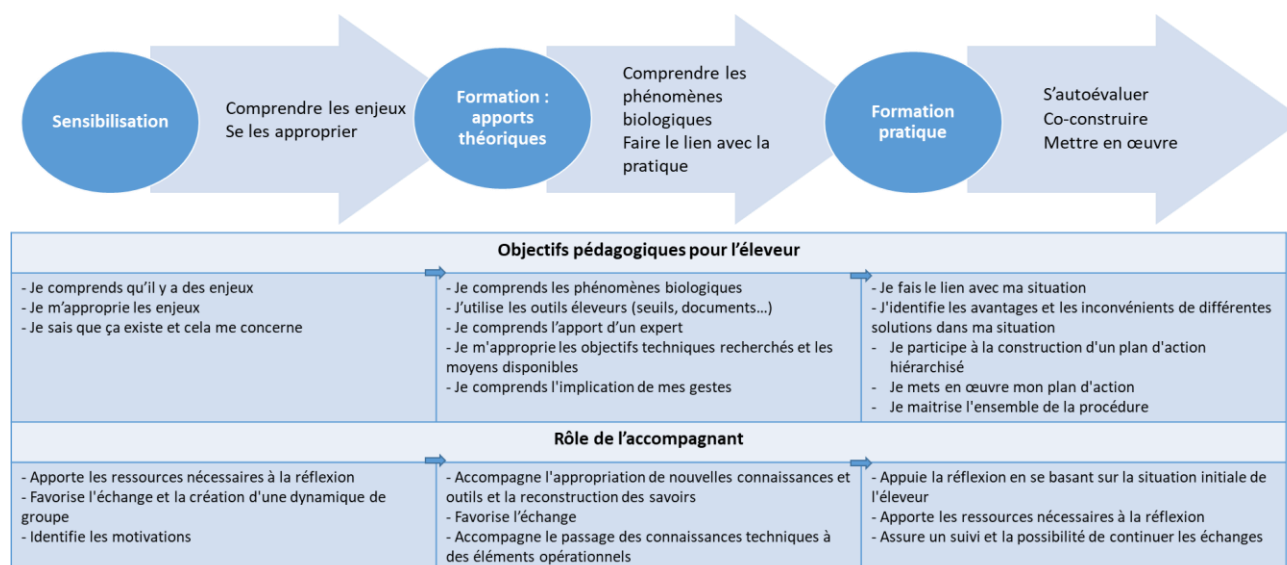 Sensibilisation
Comprendre les enjeux
Se les approprier
Formation :
apports
théoriques
Comprendre les
phénomènes
biologiques
Faire le lien avec la
pratique
Formation
pratique
S'autoévaluer
Co-construire
Mettre en œuvre
Objectifs pédagogiques pour l'éleveur
- Je comprends qu'il y a des enjeux
- Je m'approprie les enjeux
- Je sais que ça existe et cela me concerne
- Je comprends les phénomènes biologiques
- J'utilise les outils éleveurs (seuils, documents…)
- Je comprends l'apport d'un expert
- Je m'approprie les objectifs techniques recherchés et les
moyens disponibles
- Je comprends l'implication de mes gestes
- Je fais le lien avec ma situation
- J'identifie les avantages et les inconvénients de différentes
solutions dans ma situation
- Je participe à la construction d'un plan d'action
hiérarchisé
- Je mets en œuvre mon plan d'action
- Je maitrise l'ensemble de la procédure
Rôle de l'accompagnant
- Apporte les ressources nécessaires à la réflexion
- Favorise l'échange et la création d'une dynamique de
groupe
- Identifie les motivations
- Accompagne l'appropriation de nouvelles connaissances et
outils et la reconstruction des savoirs
- Favorise l'échange
- Accompagne le passage des connaissances techniques à
des éléments opérationnels
- Appuie la réflexion en se basant sur la situation initiale de
l'éleveur
- Apporte les ressources nécessaires à la réflexion
- Assure un suivi et la possibilité de continuer les échanges